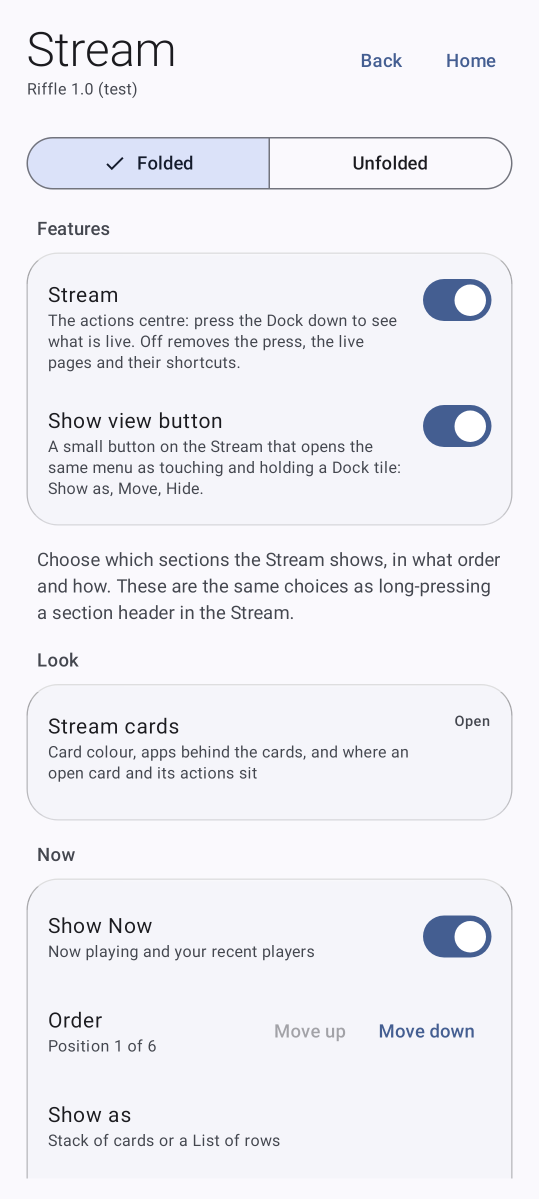 Stream
Riffle 1.0 (test)
Back
Home
Folded
Unfolded
Features
Stream
The actions centre: press the Dock down to see
what is live. Off removes the press, the live
pages and their shortcuts.
Show view button
A small button on the Stream that opens the
same menu as touching and holding a Dock tile:
Show as, Move, Hide.
Choose which sections the Stream shows, in what order
and how. These are the same choices as long-pressing
a section header in the Stream.
Look
Stream cards
Open
Card colour, apps behind the cards, and where an
open card and its actions sit
Now
Show Now
Now playing and your recent players
Order
Position 1 of 6
Move up
Move down
Show as
Stack of cards or a List of rows